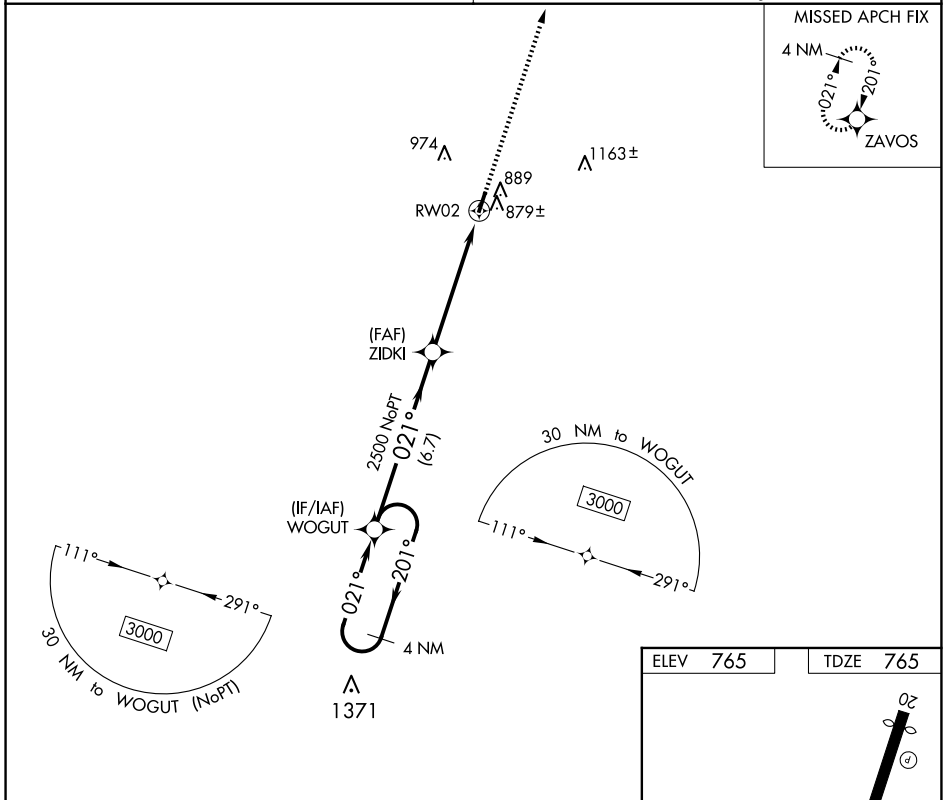 MISSED APCH FIX
4 NM
021°
201°
ZAVOS
974
1163±
889
RW02
879±
(FAF)
ZIDKI
2500 NoPT
021°
(6.7)
30 NM to WOGUT
3000
111°
291°
(IF/IAF)
WOGUT
021°
201°
4 NM
1371
111°
291°
3000
30 NM to WOGUT (NoPT)
ELEV 765
TDZE 765
20
P